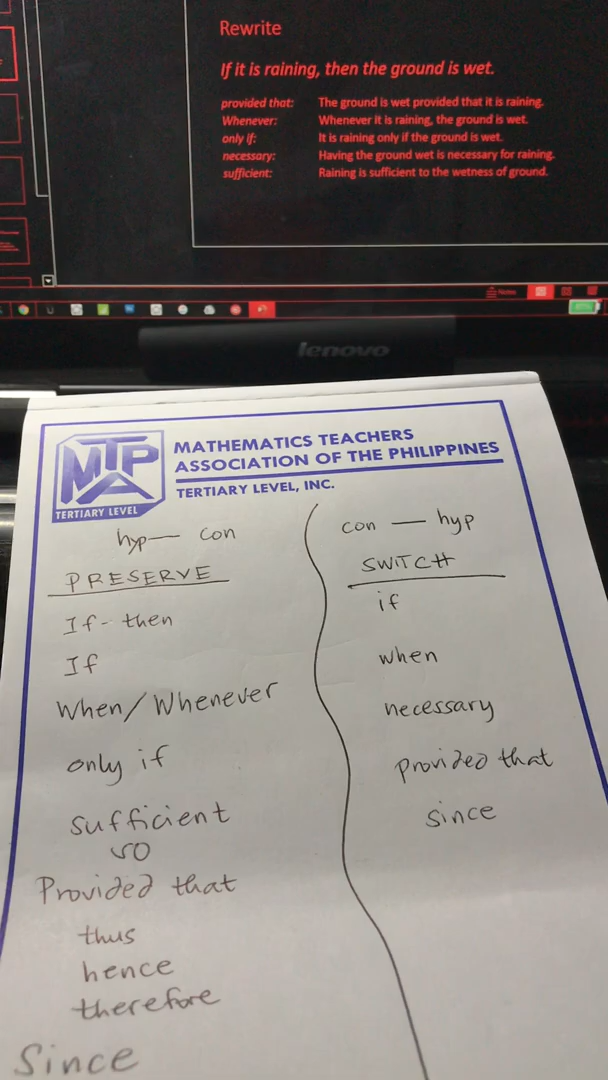 Rewrite
If it is raining, then the ground is wet.
provided that: The ground is wet provided that it is raining.
Whenever: Whenever it is raining, the ground is wet.
only if: It is raining only if the ground is wet.
necessary: Having the ground wet is necessary for raining.
sufficient: Raining is sufficient to the wetness of ground.
Notes
lenovo
MTAP
TERTIARY LEVEL
MATHEMATICS TEACHERS
ASSOCIATION OF THE PHILIPPINES
TERTIARY LEVEL, INC.
hyp — con
PRESERVE
If - then
If
When/Whenever
only if
sufficient
so
Provided that
thus
hence
therefore
Since
con — hyp
SWITCH
if
when
necessary
provided that
since